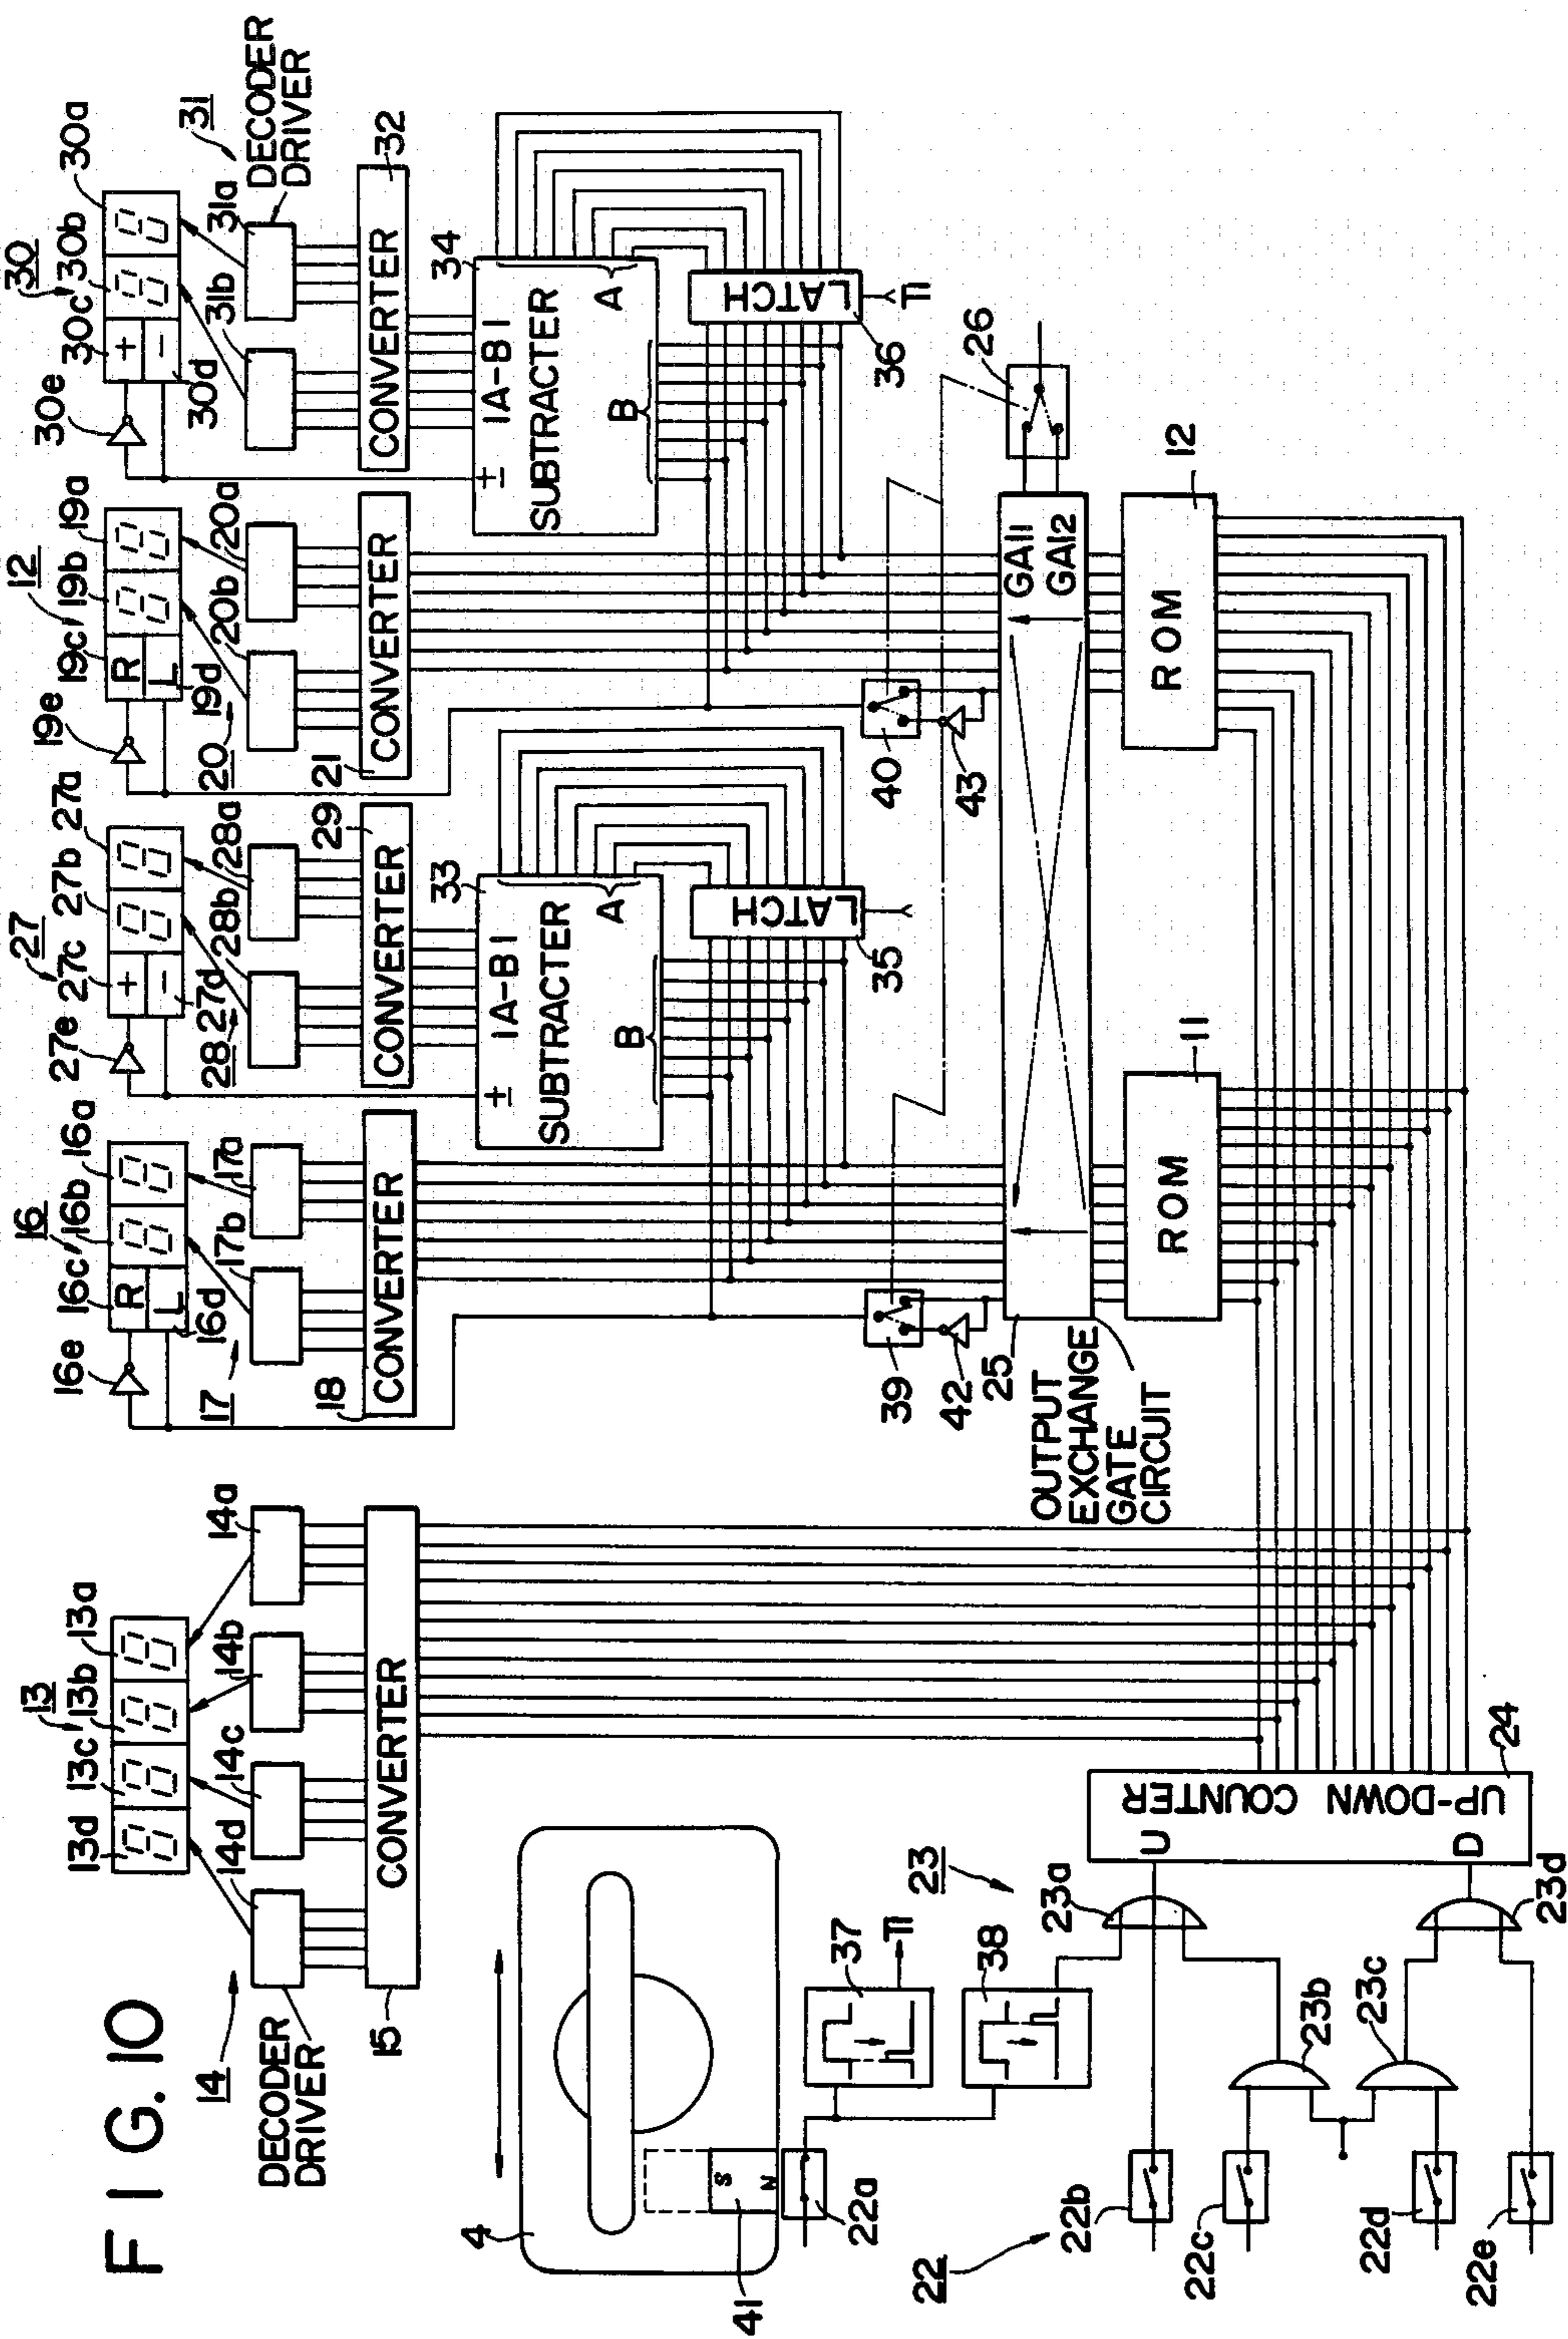 FIG. 10
13
13d 13c 13b 13a
14
14d 14c 14b 14a
DECODER
DRIVER
CONVERTER
15
16
16e 16c 16b 16a
R
L
16d
17
17b 17a
18
CONVERTER
27
27e 27c 27b 27a
+
−
27d
28
28b 28a
29
CONVERTER
12
19e 19c 19b 19a
R
L
19d
20
20b 20a
21
CONVERTER
30
30e 30c 30b 30a
+
−
30d
31
31b 31a
DECODER
DRIVER
32
CONVERTER
33
± |A-B|
SUBTRACTER
A
B
LATCH
35
34
± |A-B|
SUBTRACTER
A
B
LATCH
36
T1
4
S
N
41
22a
37
T1
38
39
42
40
43
26
25
GA11
GA12
OUTPUT
EXCHANGE
GATE
CIRCUIT
ROM
11
ROM
12
22
22b
22c
22d
22e
23
23a
23b
23c
23d
U
D
UP-DOWN COUNTER
24